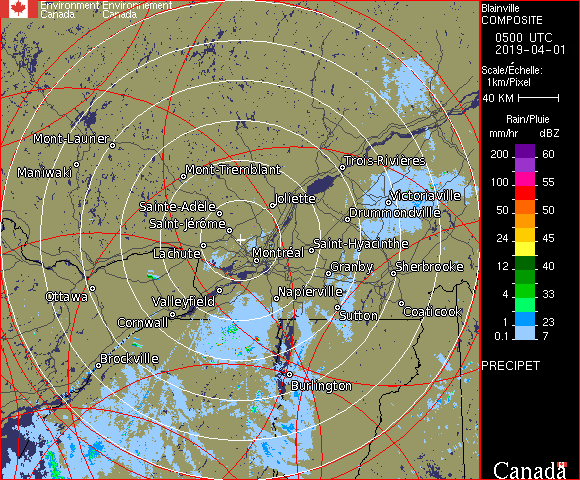 Environment Environnement
Canada Canada
Blainville
COMPOSITE
0500 UTC
2019-04-01
Scale/Échelle:
1km/Pixel
40 KM
Rain/Pluie
mm/hr dBZ
200 60
100 55
50 50
24 45
12 40
4 33
1 23
0.1 7
PRECIPET
Canada
Mont-Laurier
Maniwaki
Mont-Tremblant
Trois-Rivières
Sainte-Adèle
Joliette
Victoriaville
Saint-Jérôme
Drummondville
Lachute
Montréal
Saint-Hyacinthe
Granby
Sherbrooke
Ottawa
Valleyfield
Napierville
Cornwall
Sutton
Coaticook
Brockville
Burlington